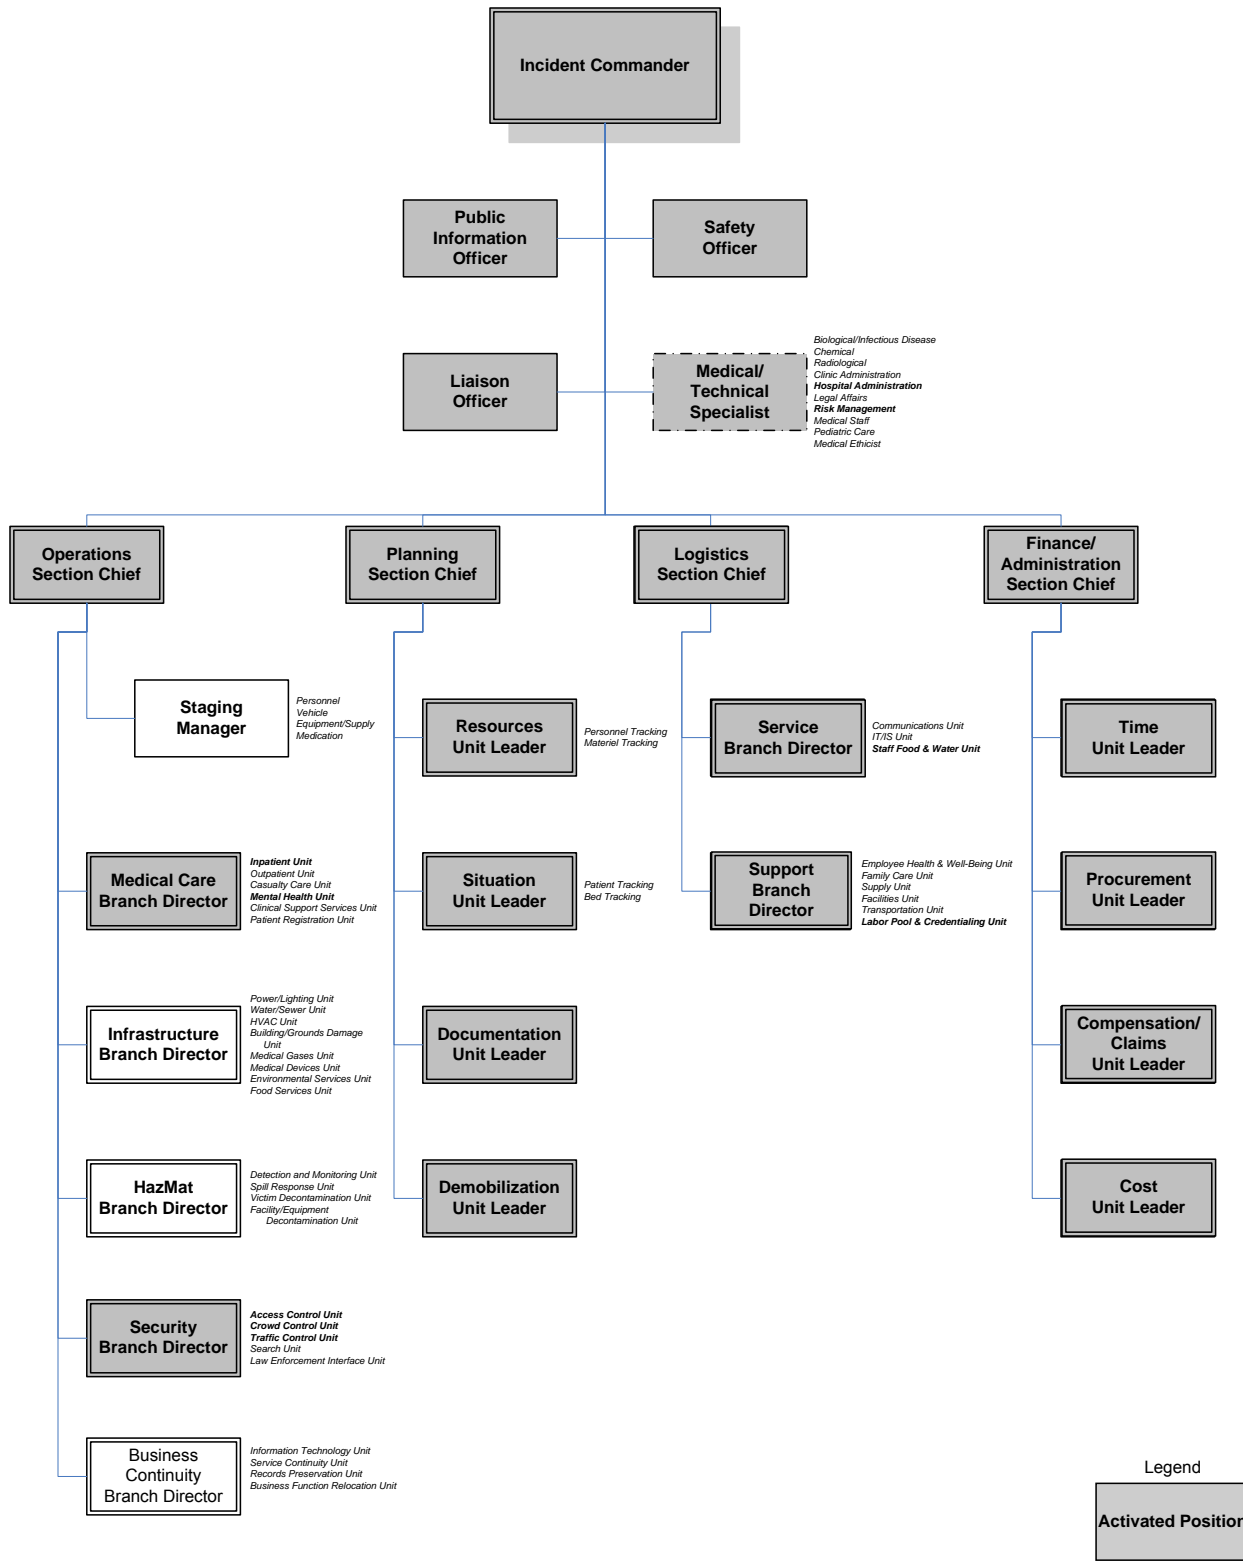 Incident Commander
Public
Information
Officer
Safety
Officer
Liaison
Officer
Medical/
Technical
Specialist
Biological/Infectious Disease
Chemical
Radiological
Clinic Administration
Hospital Administration
Legal Affairs
Risk Management
Medical Staff
Pediatric Care
Medical Ethicist
Operations
Section Chief
Planning
Section Chief
Logistics
Section Chief
Finance/
Administration
Section Chief
Staging
Manager
Personnel
Vehicle
Equipment/Supply
Medication
Resources
Unit Leader
Personnel Tracking
Materiel Tracking
Service
Branch Director
Communications Unit
IT/IS Unit
Staff Food & Water Unit
Time
Unit Leader
Medical Care
Branch Director
Inpatient Unit
Outpatient Unit
Casualty Care Unit
Mental Health Unit
Clinical Support Services Unit
Patient Registration Unit
Situation
Unit Leader
Patient Tracking
Bed Tracking
Support
Branch
Director
Employee Health & Well-Being Unit
Family Care Unit
Supply Unit
Facilities Unit
Transportation Unit
Labor Pool & Credentialing Unit
Procurement
Unit Leader
Infrastructure
Branch Director
Power/Lighting Unit
Water/Sewer Unit
HVAC Unit
Building/Grounds Damage
Unit
Medical Gases Unit
Medical Devices Unit
Environmental Services Unit
Food Services Unit
Documentation
Unit Leader
Compensation/
Claims
Unit Leader
HazMat
Branch Director
Detection and Monitoring Unit
Spill Response Unit
Victim Decontamination Unit
Facility/Equipment
Decontamination Unit
Demobilization
Unit Leader
Cost
Unit Leader
Security
Branch Director
Access Control Unit
Crowd Control Unit
Traffic Control Unit
Search Unit
Law Enforcement Interface Unit
Business
Continuity
Branch Director
Information Technology Unit
Service Continuity Unit
Records Preservation Unit
Business Function Relocation Unit
Legend
Activated Position